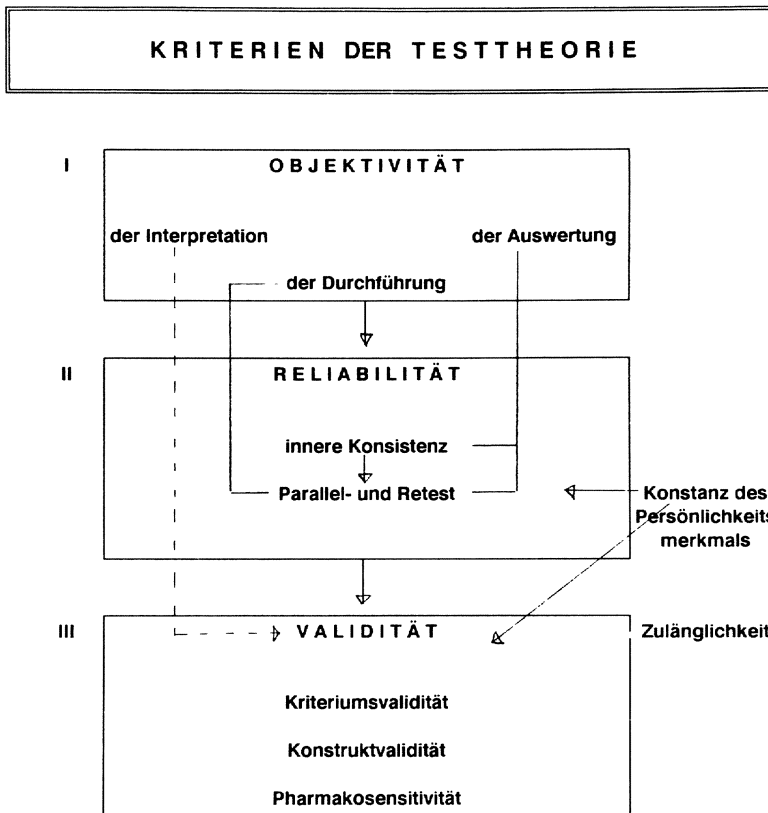 KRITERIEN DER TESTTHEORIE
I OBJEKTIVITÄT
der Interpretation der Auswertung
der Durchführung
II RELIABILITÄT
innere Konsistenz
Parallel- und Retest Konstanz des
Persönlichkeits
merkmals
III VALIDITÄT Zulänglichkeit
Kriteriumsvalidität
Konstruktvalidität
Pharmakosensitivität